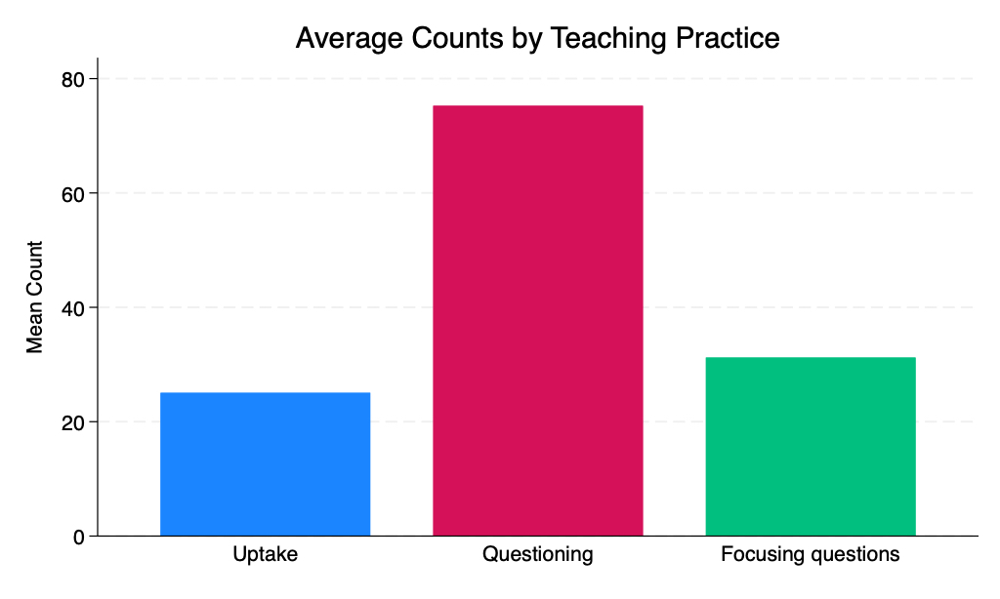 Average Counts by Teaching Practice
80
60
40
20
0
Mean Count
Uptake
Questioning
Focusing questions